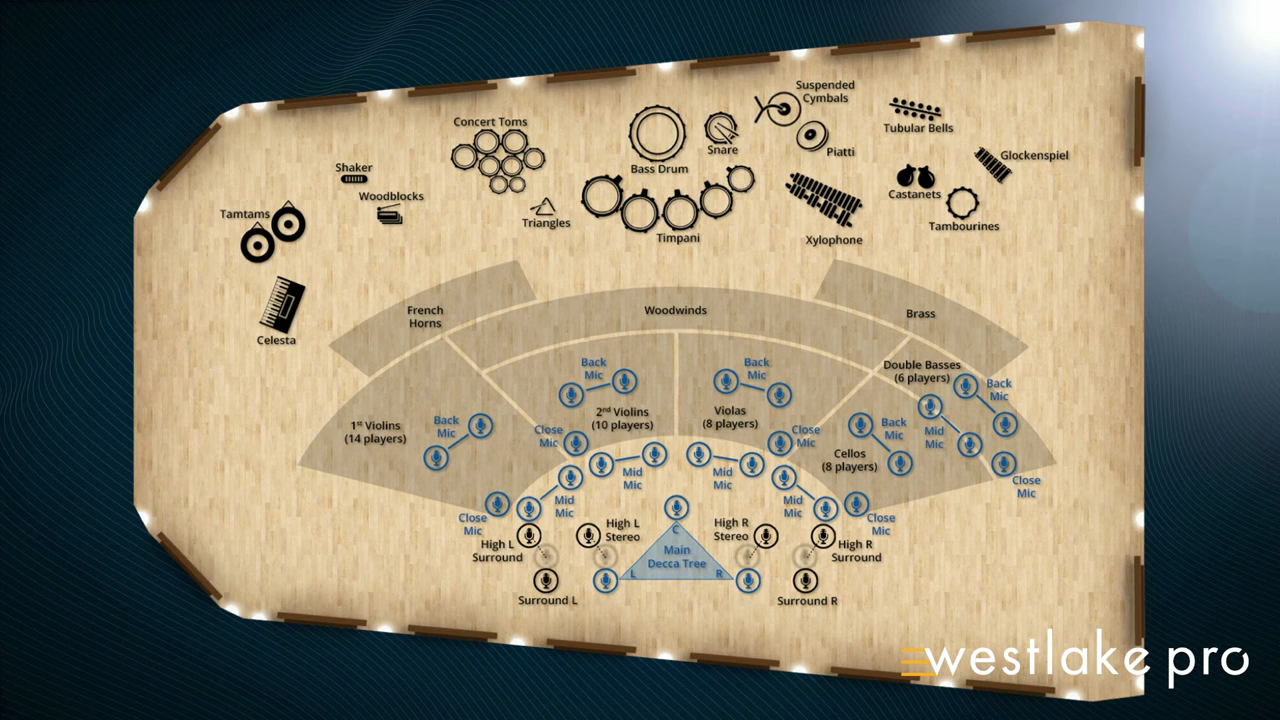 Suspended
Cymbals
Concert Toms
Tubular Bells
Snare
Piatti
Glockenspiel
Shaker
Bass Drum
Woodblocks
Castanets
Tamtams
Triangles
Tambourines
Timpani
Xylophone
Celesta
French
Horns
Woodwinds
Brass
Back
Mic
Back
Mic
Double Basses
(6 players)
Back
Mic
1st Violins
(14 players)
Back
Mic
2nd Violins
(10 players)
Violas
(8 players)
Back
Mic
Mid
Mic
Close
Mic
Close
Mic
Cellos
(8 players)
Mid
Mic
Mid
Mic
Close
Mic
Mid
Mic
Mid
Mic
Close
Mic
Close
Mic
High L
Stereo
High R
Stereo
C
High L
Surround
Main
Decca Tree
High R
Surround
L
R
Surround L
Surround R
westlake pro